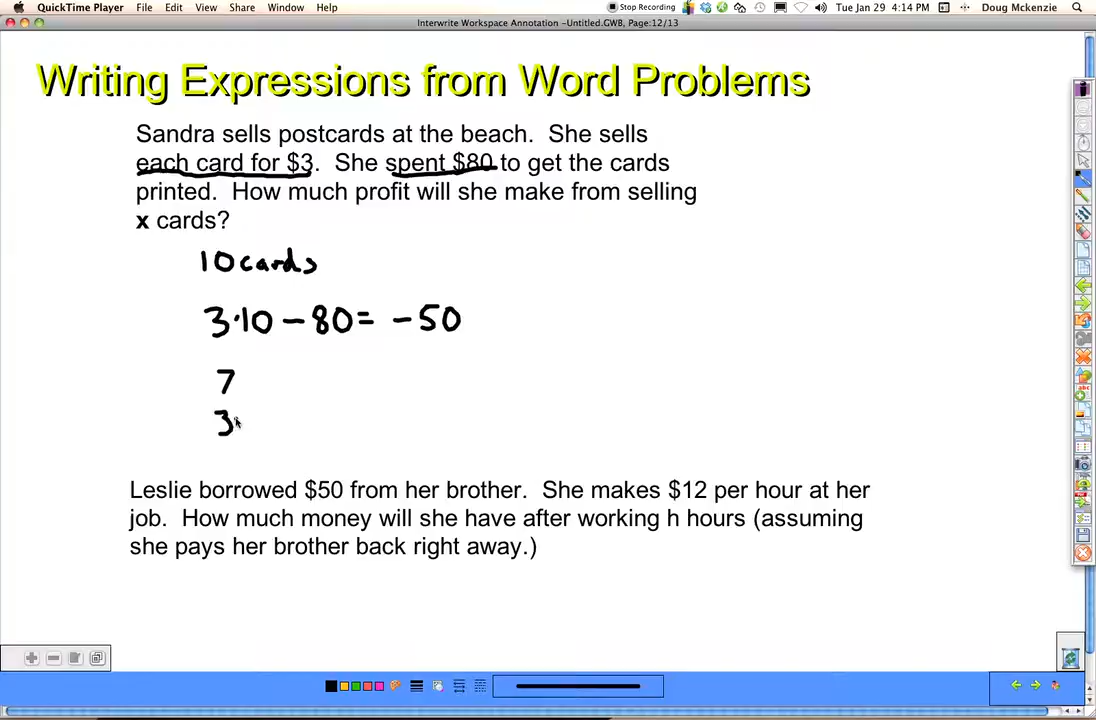 QuickTime Player File Edit View Share Window Help Stop Recording Tue Jan 29 4:14 PM Doug Mckenzie
Interwrite Workspace Annotation -Untitled.GWB, Page:12/13
Writing Expressions from Word Problems
Sandra sells postcards at the beach. She sells
each card for $3. She spent $80 to get the cards
printed. How much profit will she make from selling
x cards?
10 cards
3·10 - 80 = -50
7
3
Leslie borrowed $50 from her brother. She makes $12 per hour at her
job. How much money will she have after working h hours (assuming
she pays her brother back right away.)